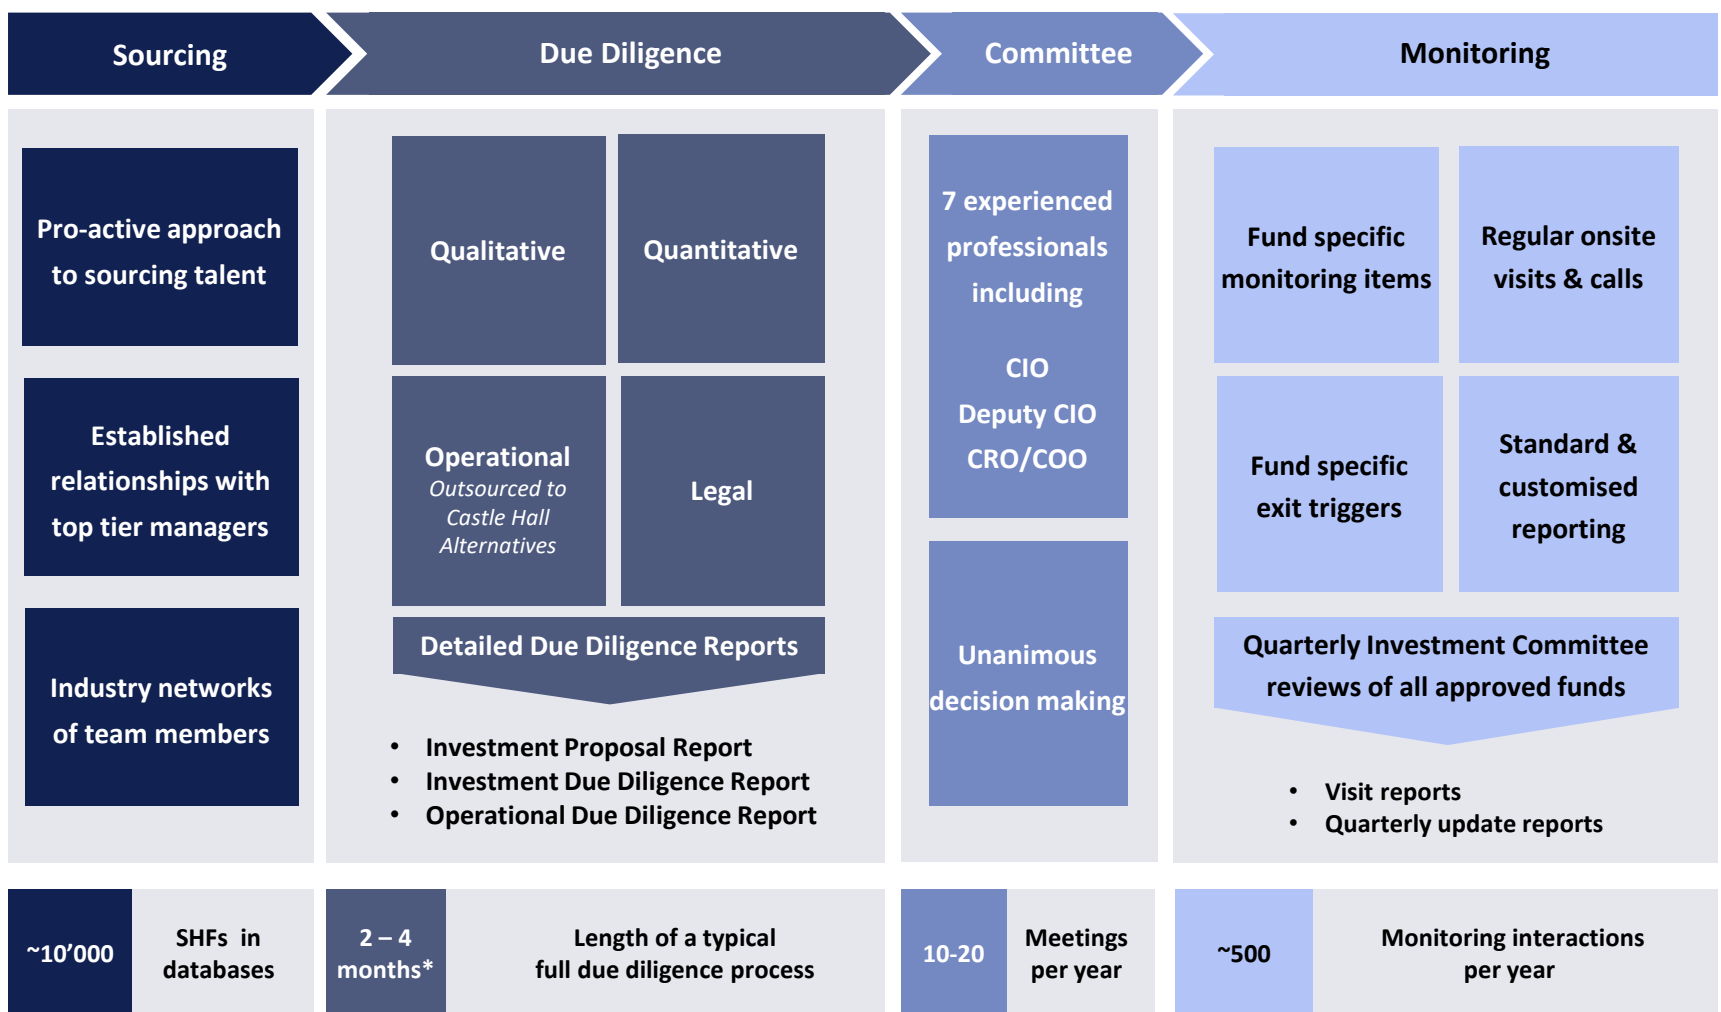 Sourcing
Due Diligence
Committee
Monitoring
Pro-active approach
to sourcing talent
Established
relationships with
top tier managers
Industry networks
of team members
Qualitative
Quantitative
Operational
Outsourced to
Castle Hall
Alternatives
Legal
Detailed Due Diligence Reports
• Investment Proposal Report
• Investment Due Diligence Report
• Operational Due Diligence Report
7 experienced
professionals
including
CIO
Deputy CIO
CRO/COO
Unanimous
decision making
Fund specific
monitoring items
Regular onsite
visits & calls
Fund specific
exit triggers
Standard &
customised
reporting
Quarterly Investment Committee
reviews of all approved funds
• Visit reports
• Quarterly update reports
~10’000
SHFs in
databases
2 – 4
months*
Length of a typical
full due diligence process
10-20
Meetings
per year
~500
Monitoring interactions
per year